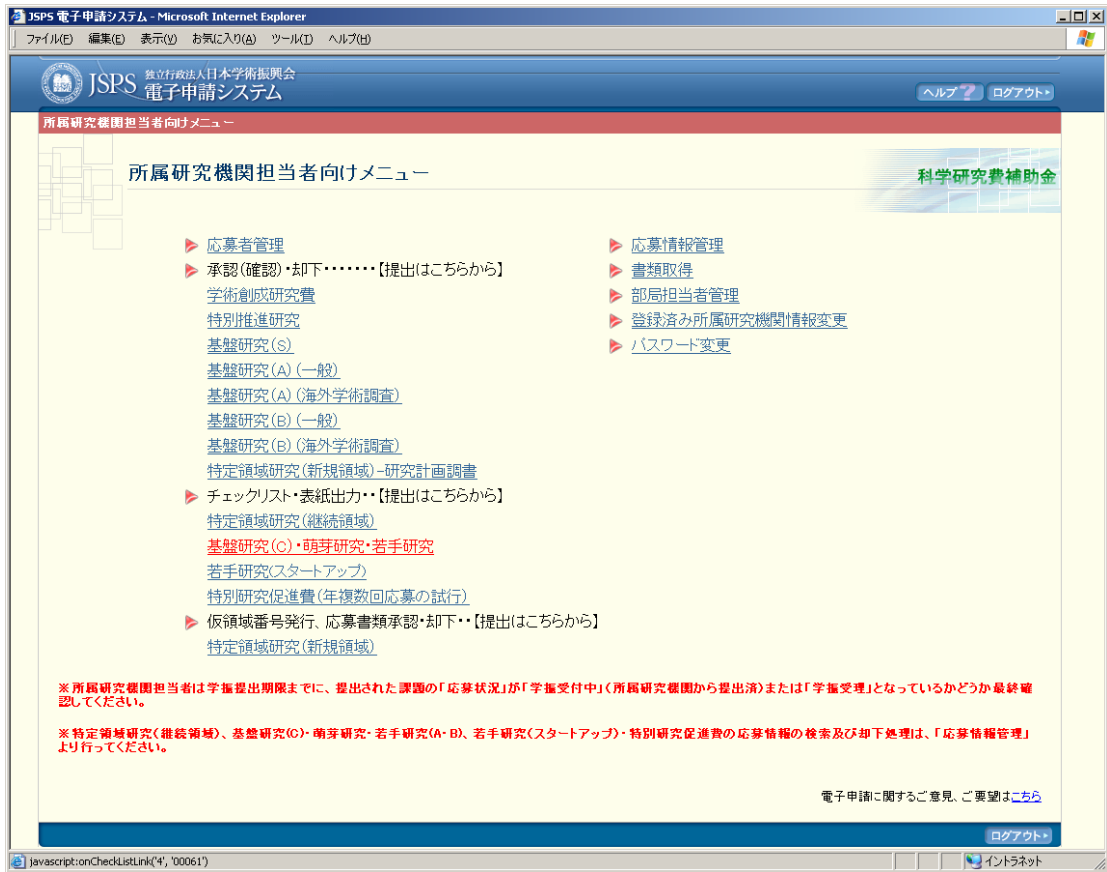 JSPS 電子申請システム - Microsoft Internet Explorer
ファイル(F) 編集(E) 表示(V) お気に入り(A) ツール(T) ヘルプ(H)
JSPS 独立行政法人日本学術振興会
電子申請システム
ヘルプ ? ログアウト
所属研究機関担当者向けメニュー
所属研究機関担当者向けメニュー
科学研究費補助金
応募者管理
承認(確認)・却下・・・・・・・【提出はこちらから】
学術創成研究費
特別推進研究
基盤研究(S)
基盤研究(A)(一般)
基盤研究(A)(海外学術調査)
基盤研究(B)(一般)
基盤研究(B)(海外学術調査)
特定領域研究(新規領域)-研究計画調書
チェックリスト・表紙出力・・【提出はこちらから】
特定領域研究(継続領域)
基盤研究(C)・萌芽研究・若手研究
若手研究(スタートアップ)
特別研究促進費(年複数回応募の試行)
仮領域番号発行、応募書類承認・却下・・【提出はこちらから】
特定領域研究(新規領域)
応募情報管理
書類取得
部局担当者管理
登録済み所属研究機関情報変更
パスワード変更
※所属研究機関担当者は学振提出期限までに、提出された課題の「応募状況」が「学振受付中」(所属研究機関から提出済)または「学振受理」となっているかどうか最終確
認してください。
※特定領域研究(継続領域)、基盤研究(C)・萌芽研究・若手研究(A・B)、若手研究(スタートアップ)・特別研究促進費の応募情報の検索及び却下処理は、「応募情報管理」
より行ってください。
電子申請に関するご意見、ご要望はこちら
ログアウト
javascript:onCheckListLink('4', '00061')
イントラネット